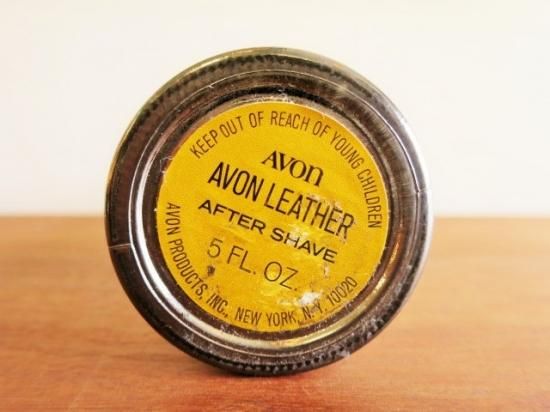 KEEP OUT OF REACH OF YOUNG CHILDREN
AVON
AVON LEATHER
AFTER SHAVE
5 FL. OZ.
AVON PRODUCTS, INC., NEW YORK, N.Y. 10020